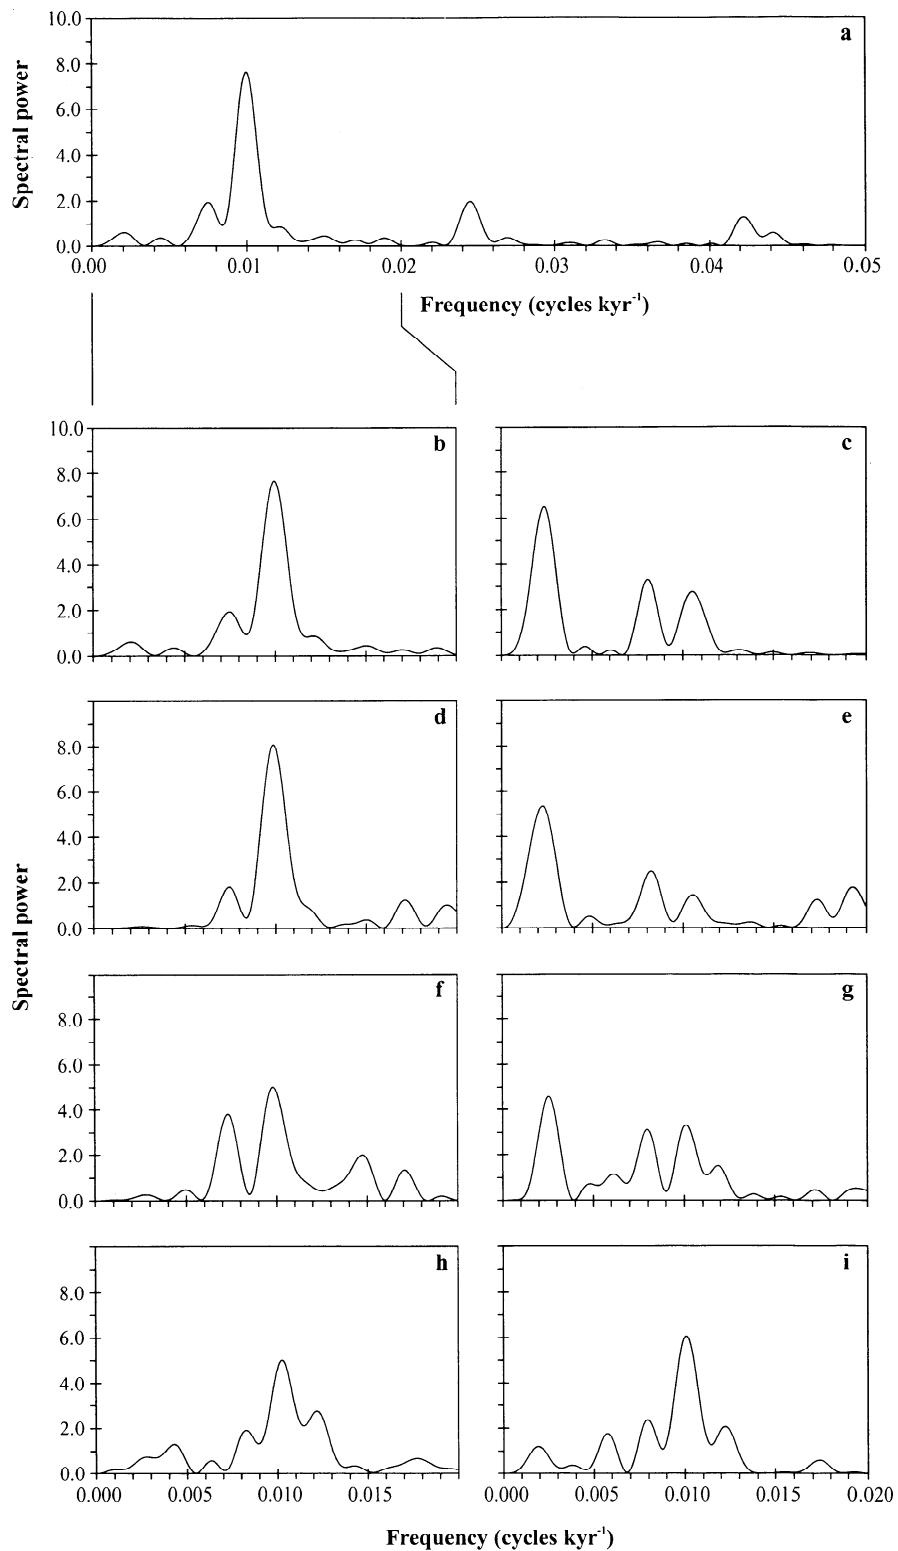 10.0
a
8.0
6.0
4.0
2.0
0.0
0.00 0.01 0.02 0.03 0.04 0.05
Spectral power
Frequency (cycles kyr-1)
10.0
b
8.0
6.0
4.0
2.0
0.0
c
d
8.0
6.0
4.0
2.0
0.0
e
Spectral power
f
8.0
6.0
4.0
2.0
0.0
g
h
8.0
6.0
4.0
2.0
0.0
i
0.000 0.005 0.010 0.015
0.000 0.005 0.010 0.015 0.020
Frequency (cycles kyr-1)